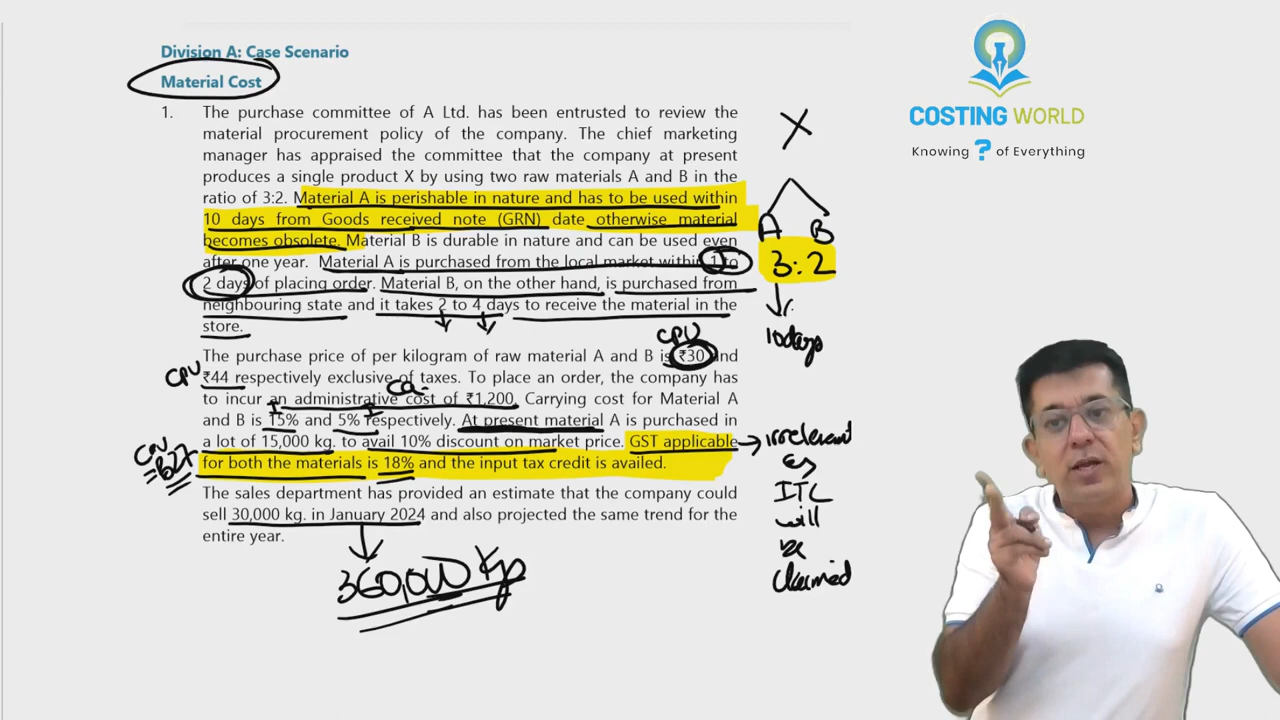 Division A: Case Scenario
Material Cost
1. The purchase committee of A Ltd. has been entrusted to review the
material procurement policy of the company. The chief marketing
manager has appraised the committee that the company at present
produces a single product X by using two raw materials A and B in the
ratio of 3:2. Material A is perishable in nature and has to be used within
10 days from Goods received note (GRN) date otherwise material
becomes obsolete. Material B is durable in nature and can be used even
after one year. Material A is purchased from the local market within 1 to
2 days of placing order. Material B, on the other hand, is purchased from
neighbouring state and it takes 2 to 4 days to receive the material in the
store.
CPU
The purchase price of per kilogram of raw material A and B is ₹30 and
CPU
₹44 respectively exclusive of taxes. To place an order, the company has
Ca
to incur an administrative cost of ₹1,200. Carrying cost for Material A
and B is 15% and 5% respectively. At present material A is purchased in
a lot of 15,000 kg. to avail 10% discount on market price. GST applicable
for both the materials is 18% and the input tax credit is availed.
CPU
27
The sales department has provided an estimate that the company could
sell 30,000 kg. in January 2024 and also projected the same trend for the
entire year.
360,000 Kgs
X
A B
3:2
10days
irrelevant
as
ITC
will
be
claimed
COSTING WORLD
Knowing ? of Everything